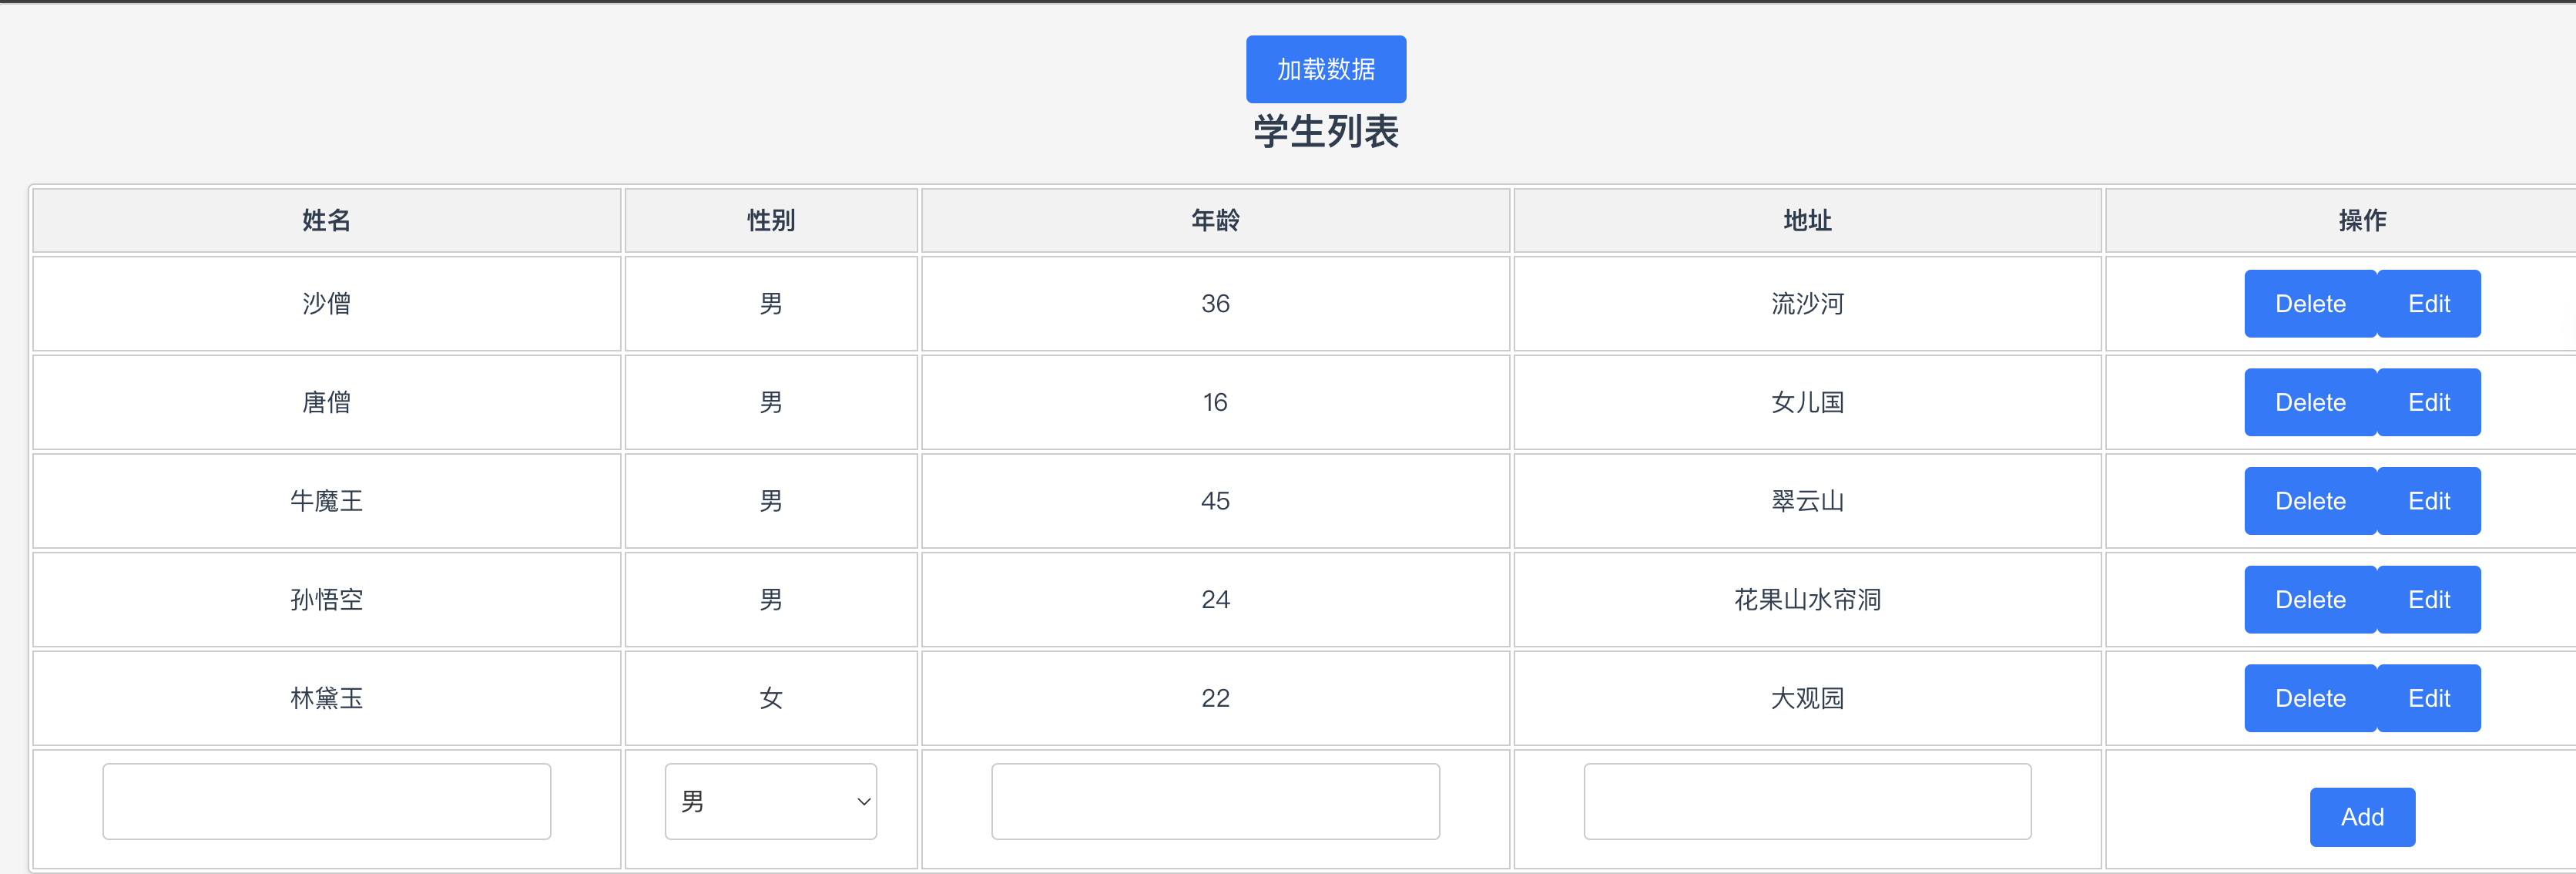 加载数据
学生列表
姓名 性别 年龄 地址 操作
沙僧 男 36 流沙河 Delete Edit
唐僧 男 16 女儿国 Delete Edit
牛魔王 男 45 翠云山 Delete Edit
孙悟空 男 24 花果山水帘洞 Delete Edit
林黛玉 女 22 大观园 Delete Edit
男 Add